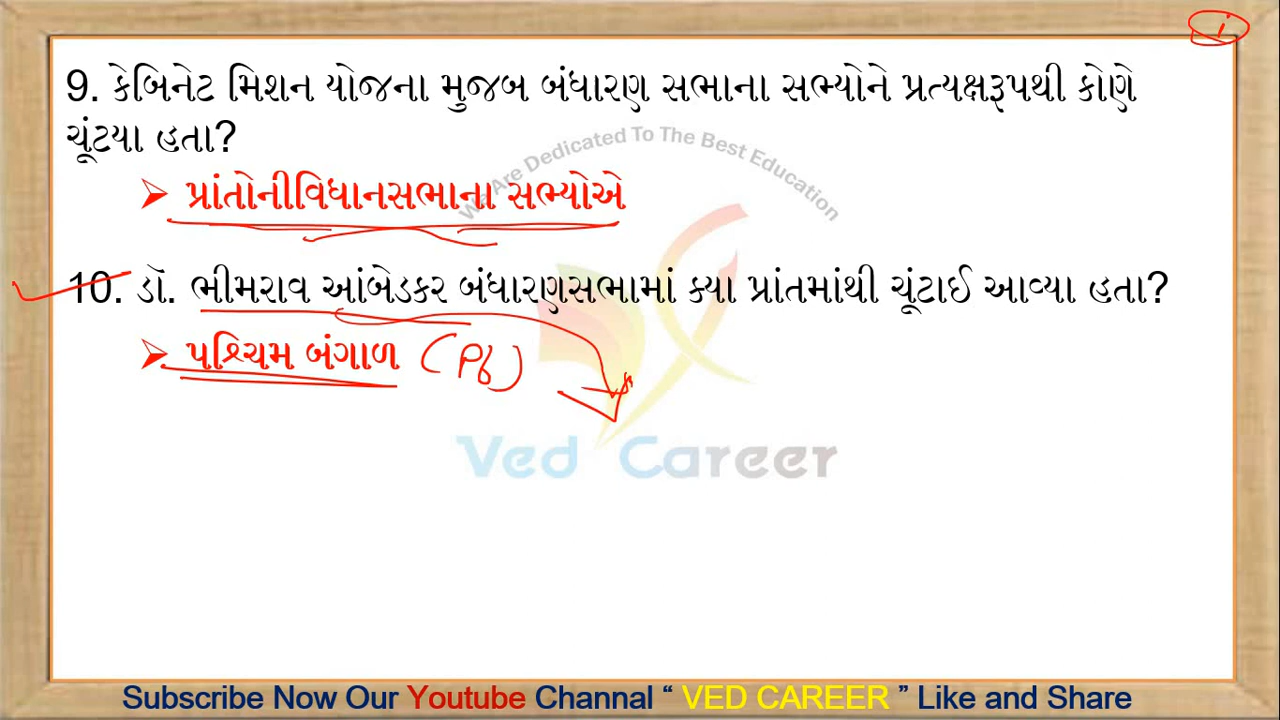 1
9. કેબિનેટ મિશન યોજના મુજબ બંધારણ સભાના સભ્યોને પ્રત્યક્ષરૂપથી કોણે
ચૂંટયા હતા?
We Are Dedicated To The Best Education
➢ પ્રાંતોનીવિધાનસભાના સભ્યોએ
10. ડૉ. ભીમરાવ આંબેડકર બંધારણસભામાં ક્યા પ્રાંતમાંથી ચૂંટાઈ આવ્યા હતા?
➢ પશ્ચિમ બંગાળ
Ved Career
Subscribe Now Our Youtube Channal “ VED CAREER ” Like and Share